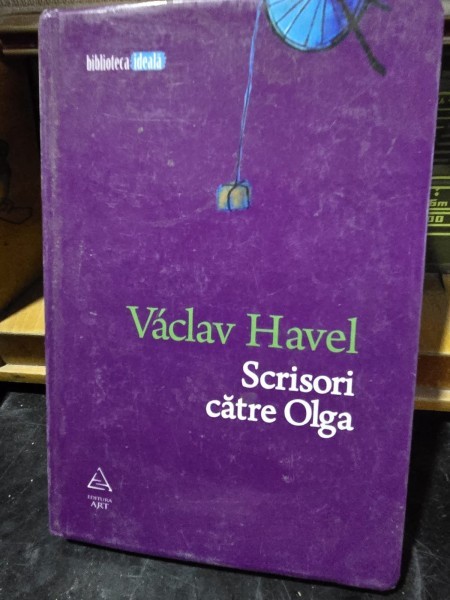 biblioteca ideală
Václav Havel
Scrisori
către Olga
EDITURA
ART